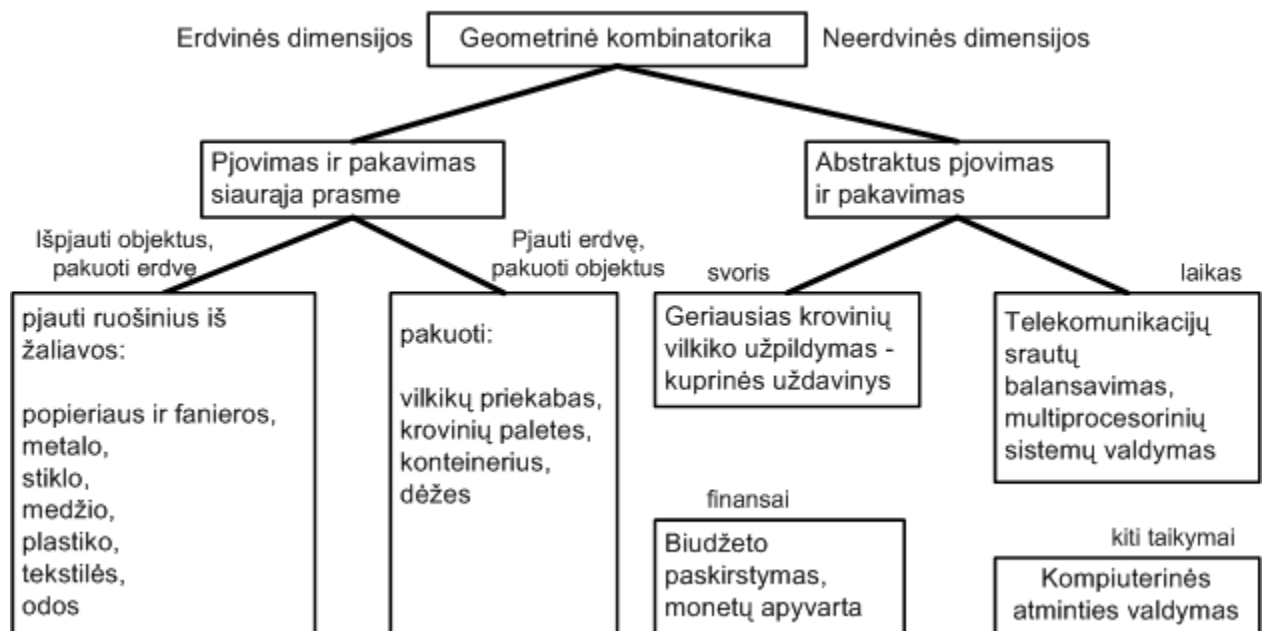 Erdvinės dimensijos
Geometrinė kombinatorika
Neerdvinės dimensijos
Pjovimas ir pakavimas
siaurąja prasme
Abstraktus pjovimas
ir pakavimas
Išpjauti objektus,
pakuoti erdvę
Pjauti erdvę,
pakuoti objektus
svoris
laikas
pjauti ruošinius iš
žaliavos:
popieriaus ir fanieros,
metalo,
stiklo,
medžio,
plastiko,
tekstilės,
odos
pakuoti:
vilkikų priekabas,
krovinių paletes,
konteinerius,
dėžes
Geriausias krovinių
vilkiko užpildymas -
kuprinės uždavinys
Telekomunikacijų
srautų
balansavimas,
multiprocesorinių
sistemų valdymas
finansai
Biudžeto
paskirstymas,
monetų apyvarta
kiti taikymai
Kompiuterinės
atminties valdymas